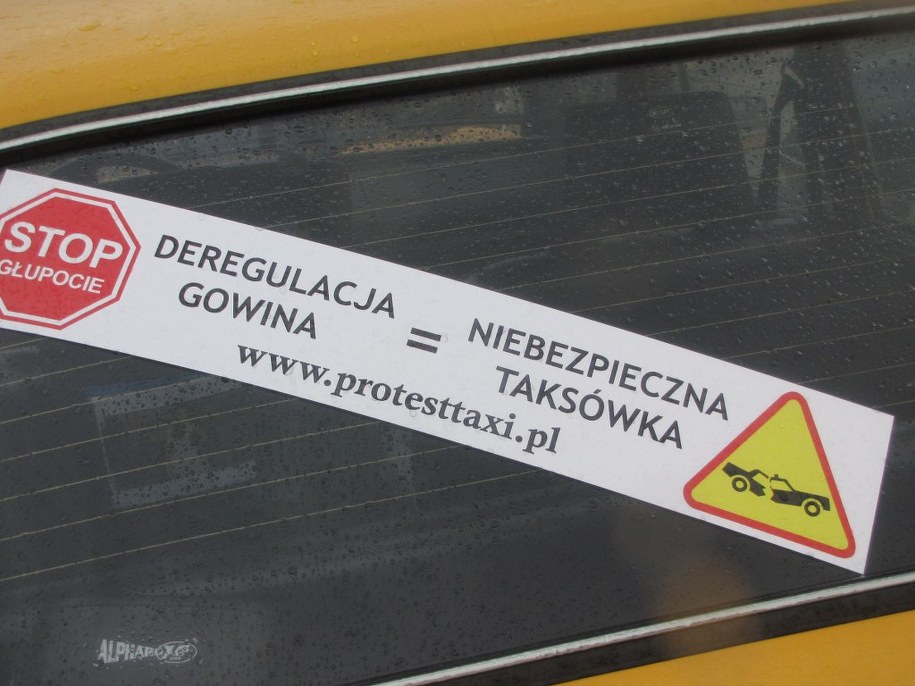 STOP
GŁUPOCIE
DEREGULACJA
GOWINA
=
NIEBEZPIECZNA
TAKSÓWKA
www.protesttaxi.pl